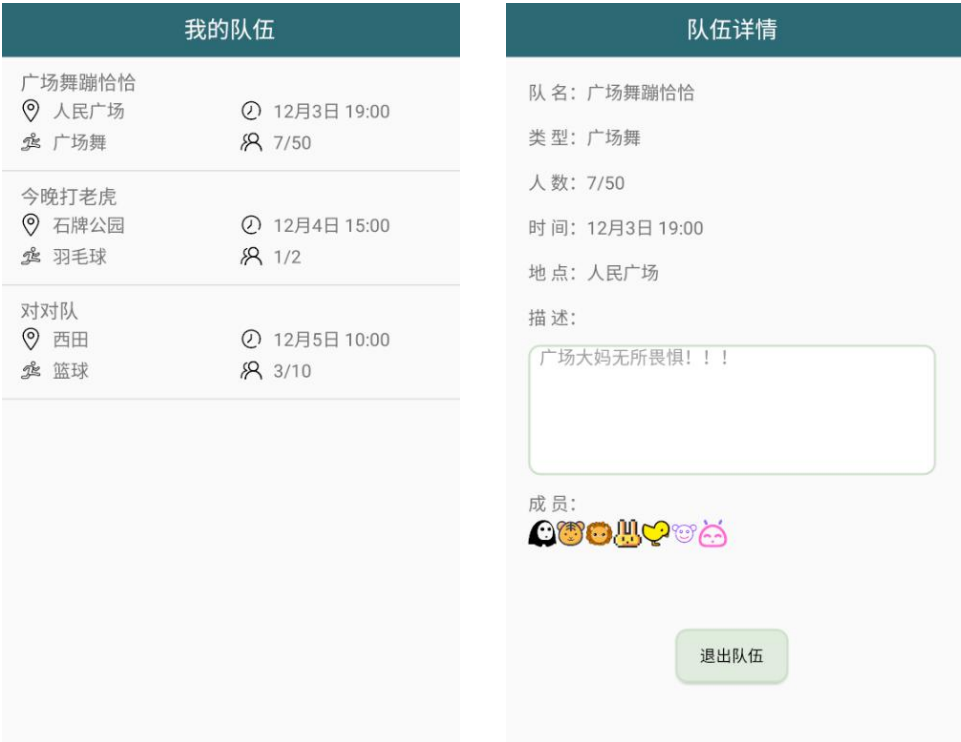 我的队伍
广场舞蹦恰恰
人民广场 12月3日 19:00
广场舞 7/50
今晚打老虎
石牌公园 12月4日 15:00
羽毛球 1/2
对对队
西田 12月5日 10:00
篮球 3/10
队伍详情
队 名：广场舞蹦恰恰
类 型：广场舞
人 数：7/50
时 间：12月3日 19:00
地 点：人民广场
描 述：
广场大妈无所畏惧！！！
成 员：
退出队伍